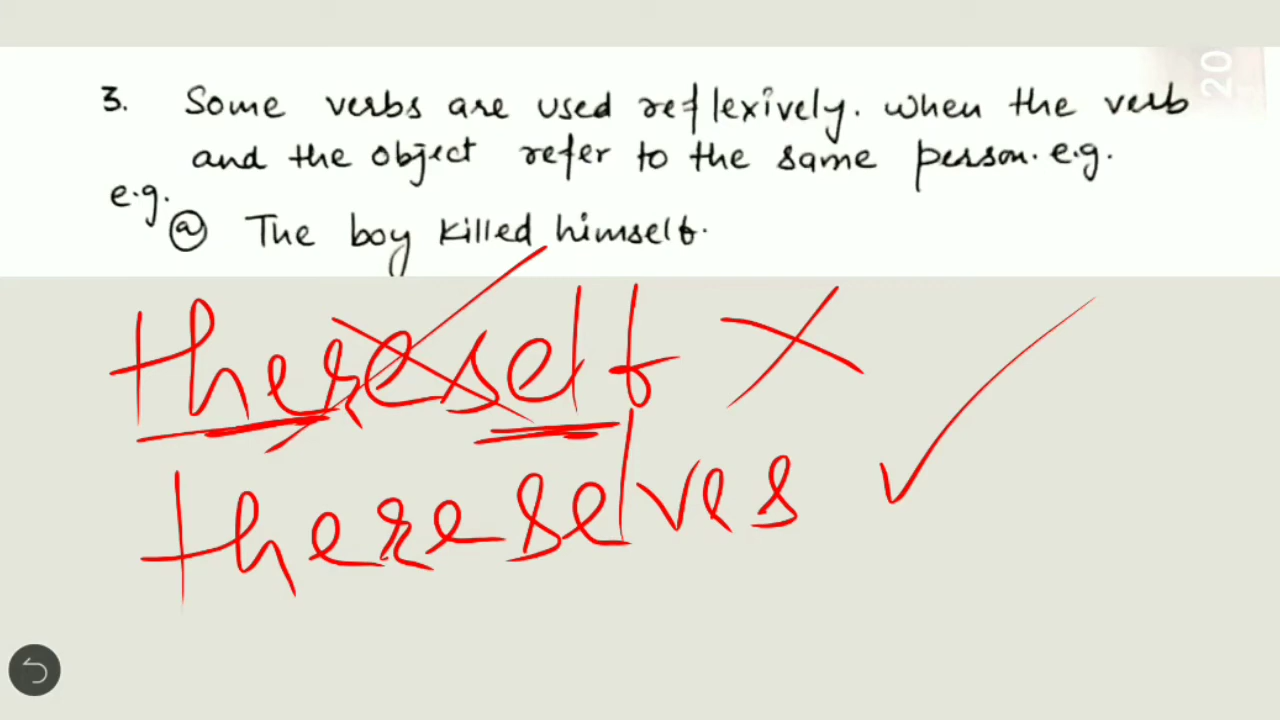 3. Some verbs are used reflexively. when the verb
and the object refer to the same person. e.g.
e.g.
@ The boy killed himself.
thereself X
thereselves ✓
20